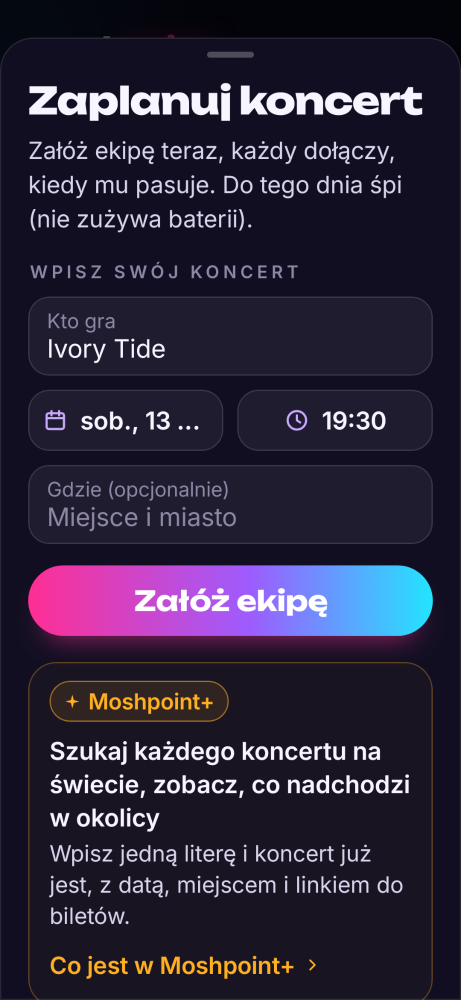 Zaplanuj koncert
Załóż ekipę teraz, każdy dołączy,
kiedy mu pasuje. Do tego dnia śpi
(nie zużywa baterii).
WPISZ SWÓJ KONCERT
Kto gra
Ivory Tide
sob., 13 ...
19:30
Gdzie (opcjonalnie)
Miejsce i miasto
Załóż ekipę
Moshpoint+
Szukaj każdego koncertu na
świecie, zobacz, co nadchodzi
w okolicy
Wpisz jedną literę i koncert już
jest, z datą, miejscem i linkiem do
biletów.
Co jest w Moshpoint+